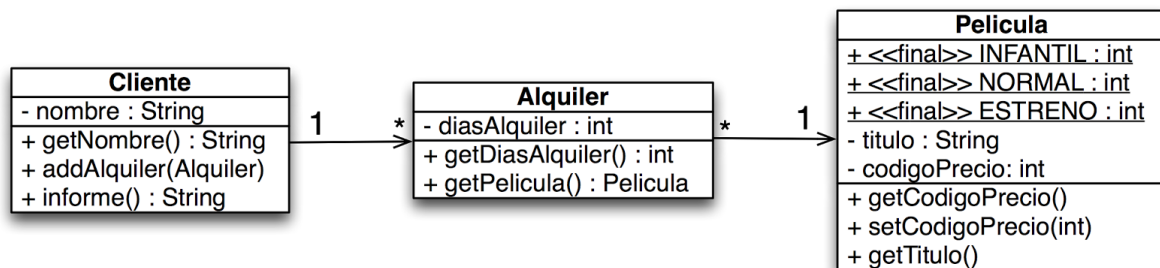 Cliente
- nombre : String
+ getNombre() : String
+ addAlquiler(Alquiler)
+ informe() : String
1
*
Alquiler
- diasAlquiler : int
+ getDiasAlquiler() : int
+ getPelicula() : Pelicula
*
1
Pelicula
+ <<final>> INFANTIL : int
+ <<final>> NORMAL : int
+ <<final>> ESTRENO : int
- titulo : String
- codigoPrecio: int
+ getCodigoPrecio()
+ setCodigoPrecio(int)
+ getTitulo()